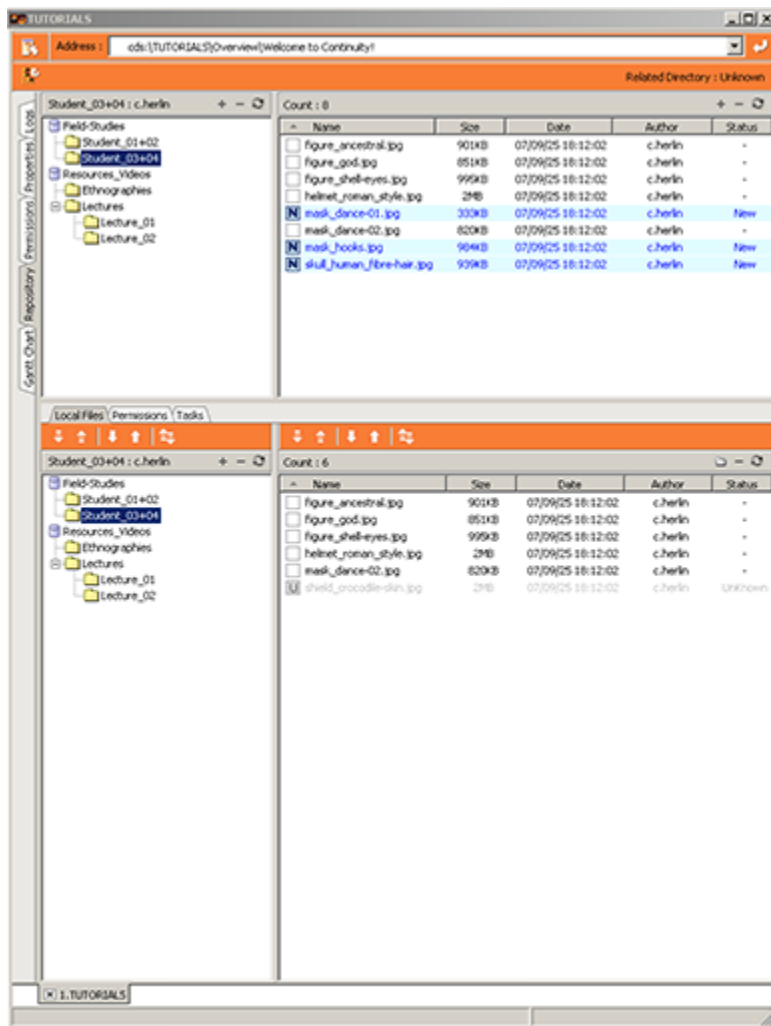 TUTORIALS
Address : cds:\TUTORIALS\Overview\Welcome to Continuity!
Related Directory : Unknown
Logs
Properties
Permissions
Repository
Gantt Chart
Student_03+04 : c.herlin
Field-Studies
Student_01+02
Student_03+04
Resources_Videos
Ethnographies
Lectures
Lecture_01
Lecture_02
Count : 8
Name Size Date Author Status
figure_ancestral.jpg 901KB 07/09/25 18:12:02 c.herlin -
figure_god.jpg 851KB 07/09/25 18:12:02 c.herlin -
figure_shell-eyes.jpg 995KB 07/09/25 18:12:02 c.herlin -
helmet_roman_style.jpg 2MB 07/09/25 18:12:02 c.herlin -
N mask_dance-01.jpg 333KB 07/09/25 18:12:02 c.herlin New
mask_dance-02.jpg 820KB 07/09/25 18:12:02 c.herlin -
N mask_hooks.jpg 984KB 07/09/25 18:12:02 c.herlin New
N skull_human_fibre-hair.jpg 939KB 07/09/25 18:12:02 c.herlin New
Local Files Permissions Tasks
Student_03+04 : c.herlin
Field-Studies
Student_01+02
Student_03+04
Resources_Videos
Ethnographies
Lectures
Lecture_01
Lecture_02
Count : 6
Name Size Date Author Status
figure_ancestral.jpg 901KB 07/09/25 18:12:02 c.herlin -
figure_god.jpg 851KB 07/09/25 18:12:02 c.herlin -
figure_shell-eyes.jpg 995KB 07/09/25 18:12:02 c.herlin -
helmet_roman_style.jpg 2MB 07/09/25 18:12:02 c.herlin -
mask_dance-02.jpg 820KB 07/09/25 18:12:02 c.herlin -
U shield_crocodile-skin.jpg 2MB 07/09/25 18:12:02 c.herlin UnKnown
1.TUTORIALS